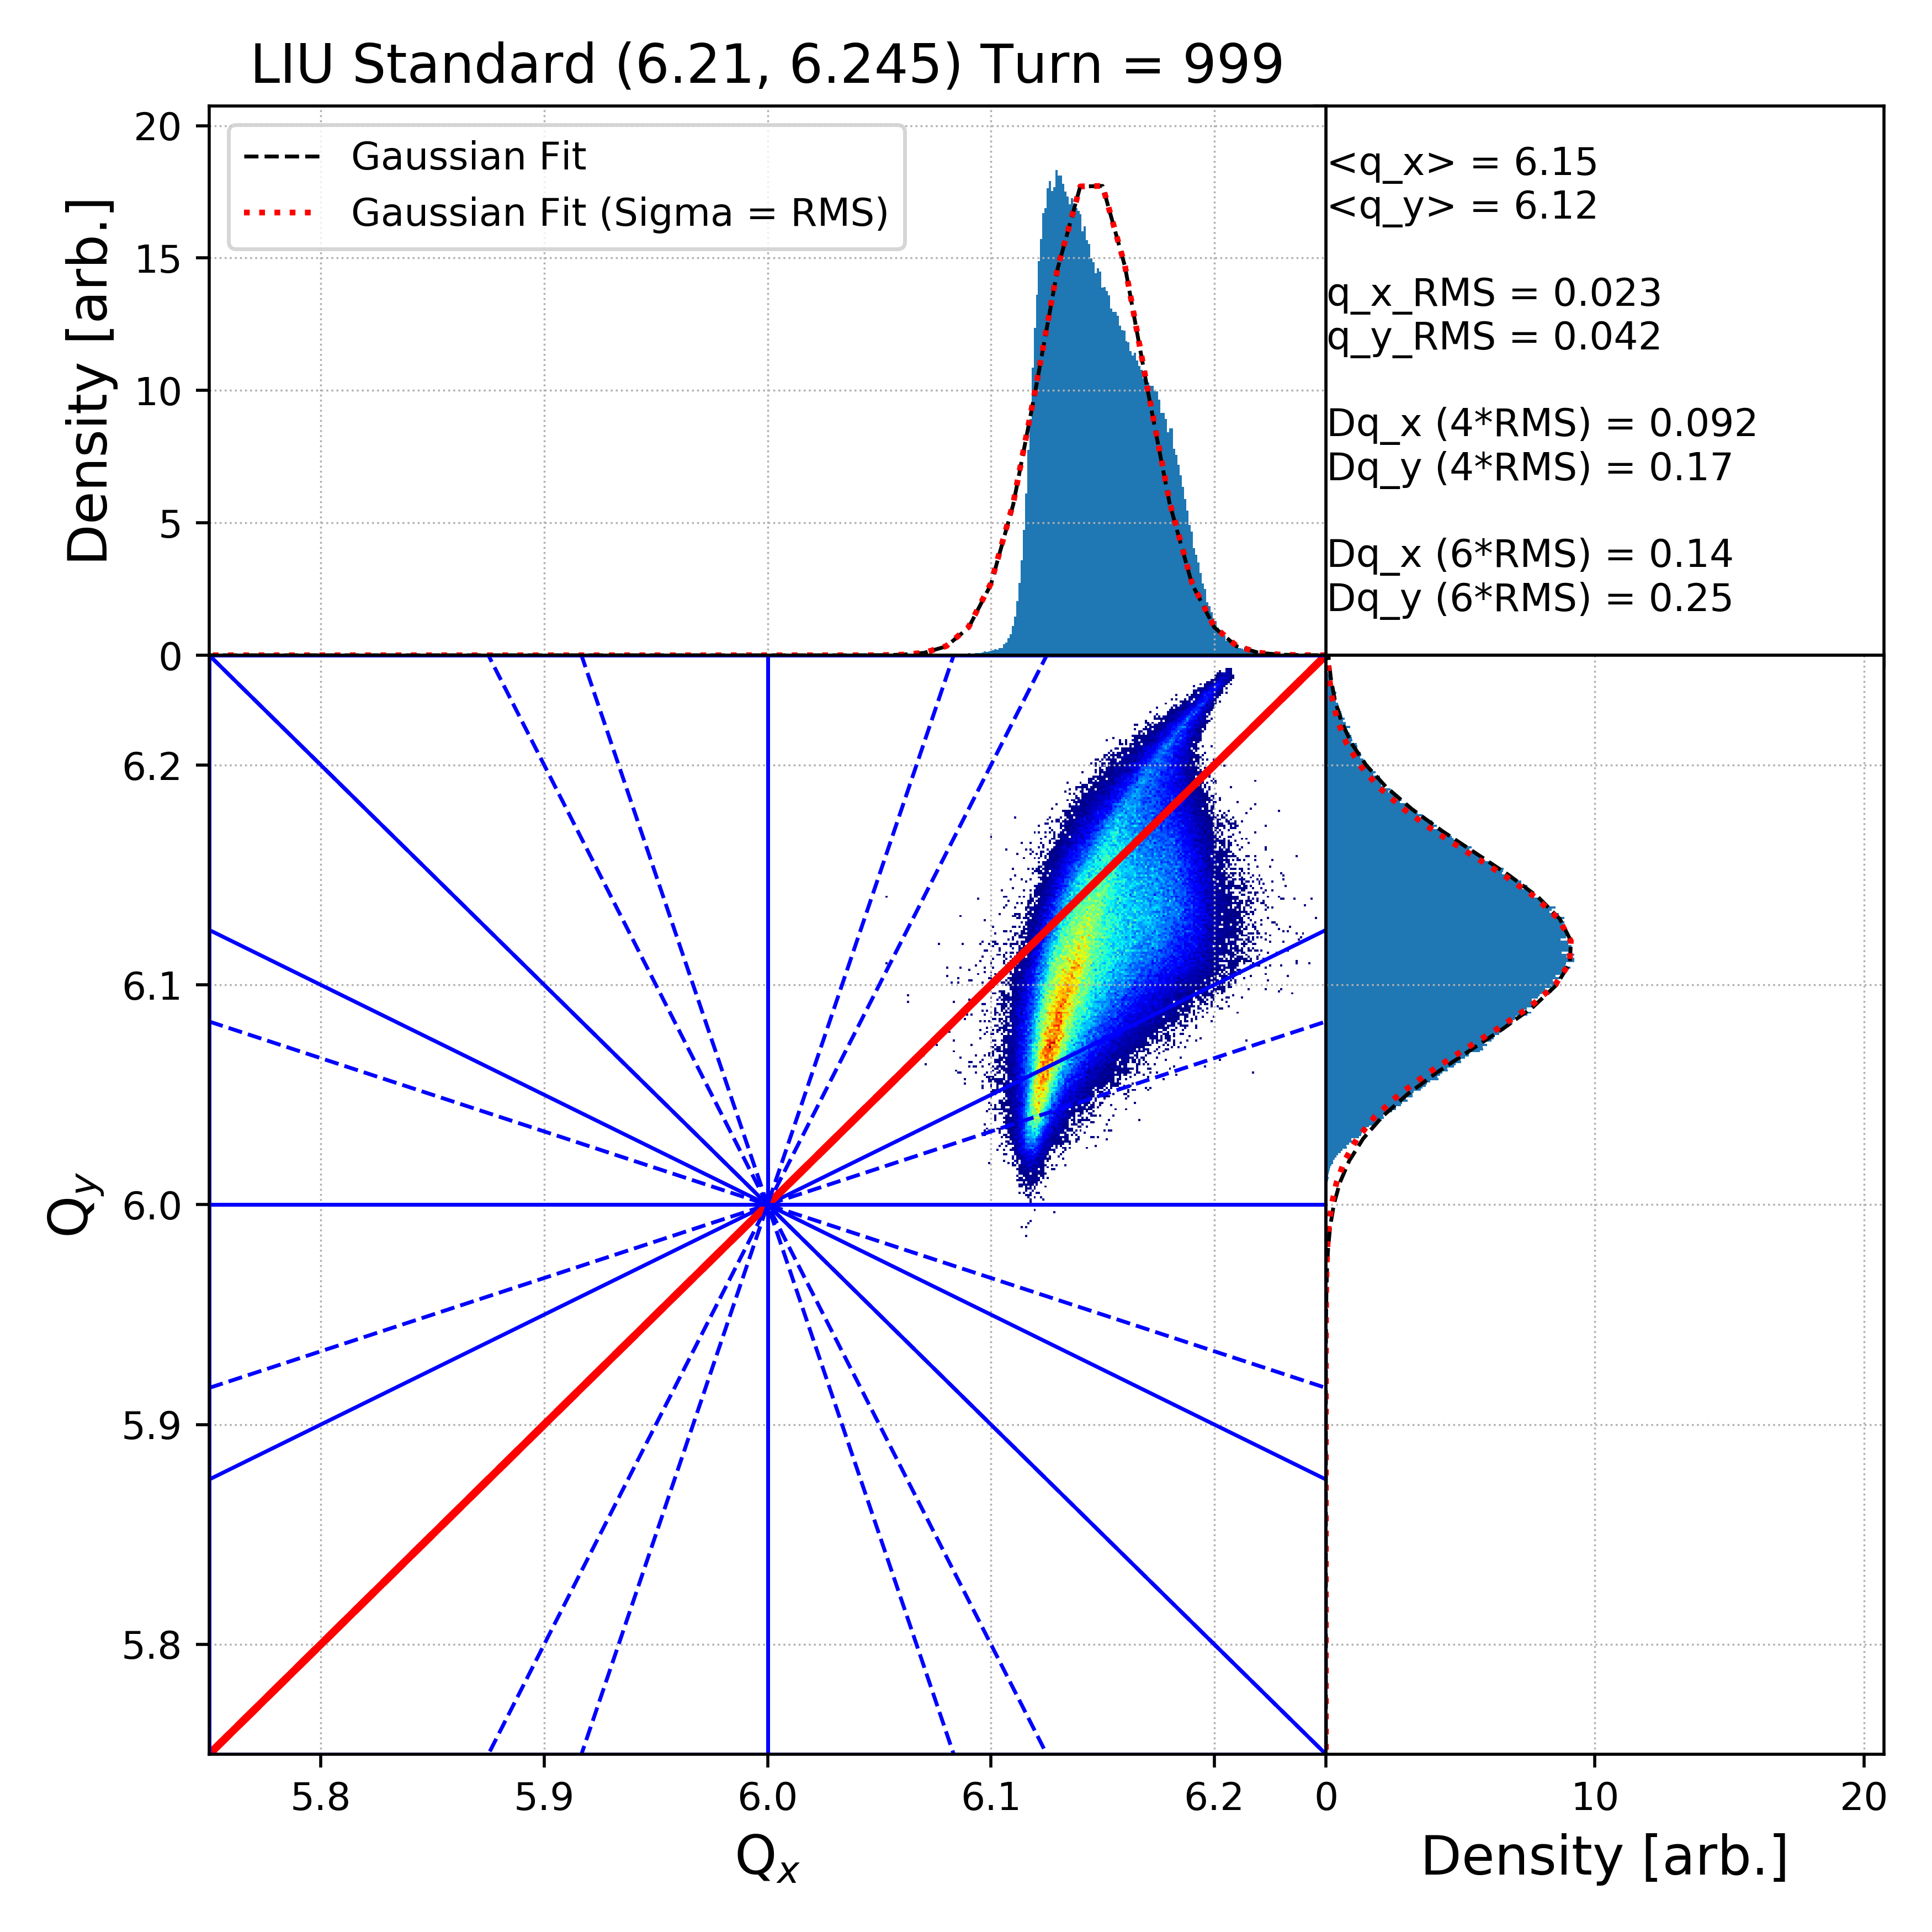 LIU Standard (6.21, 6.245) Turn = 999
Density [arb.]
20
15
10
5
0
Gaussian Fit
Gaussian Fit (Sigma = RMS)
<q_x> = 6.15
<q_y> = 6.12
q_x_RMS = 0.023
q_y_RMS = 0.042
Dq_x (4*RMS) = 0.092
Dq_y (4*RMS) = 0.17
Dq_x (6*RMS) = 0.14
Dq_y (6*RMS) = 0.25
Qy
6.2
6.1
6.0
5.9
5.8
5.8 5.9 6.0 6.1 6.2
Qx
0 10 20
Density [arb.]